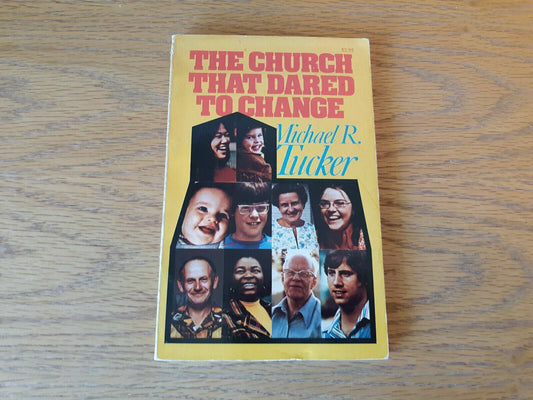 THE CHURCH
THAT DARED
TO CHANGE
Michael R.
Tucker